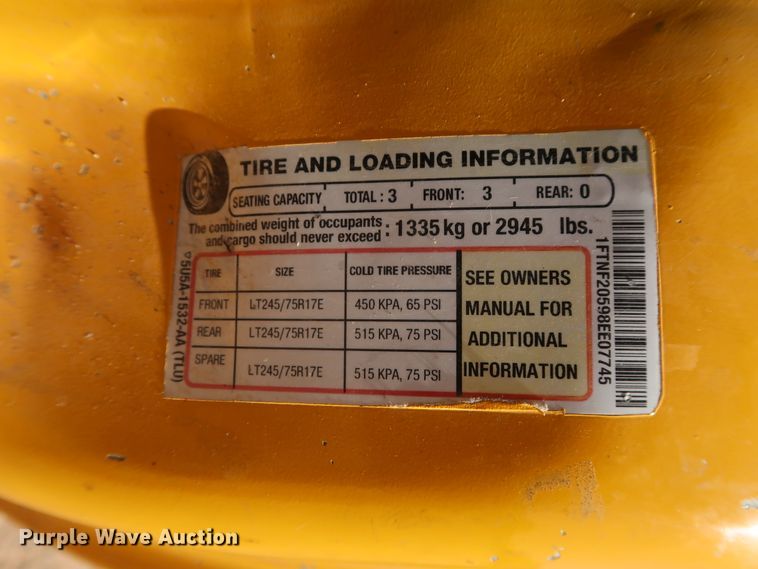 TIRE AND LOADING INFORMATION
SEATING CAPACITY TOTAL : 3 FRONT: 3 REAR: 0
The combined weight of occupants
and cargo should never exceed : 1335 kg or 2945 lbs.
TIRE SIZE COLD TIRE PRESSURE
FRONT LT245/75R17E 450 KPA, 65 PSI
REAR LT245/75R17E 515 KPA, 75 PSI
SPARE LT245/75R17E 515 KPA, 75 PSI
SEE OWNERS
MANUAL FOR
ADDITIONAL
INFORMATION
5U5A-1532-AA (TLU)
1FTNF20598EE07745
Purple Wave Auction